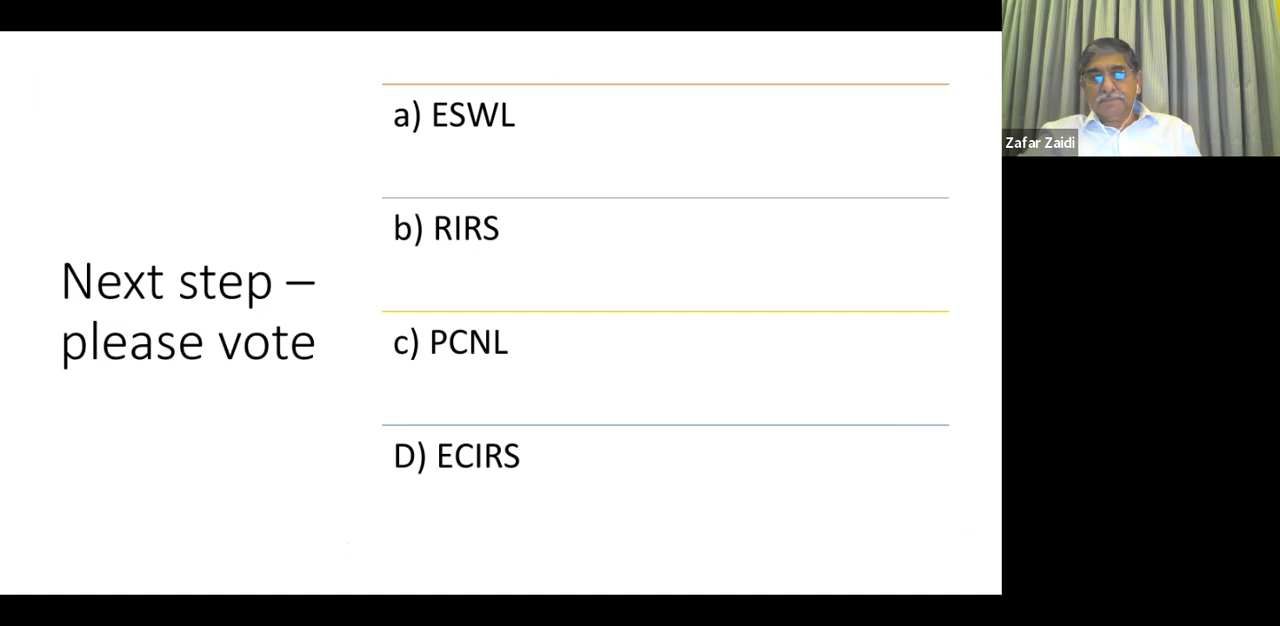 Next step –
please vote
a) ESWL
b) RIRS
c) PCNL
D) ECIRS
Zafar Zaidi